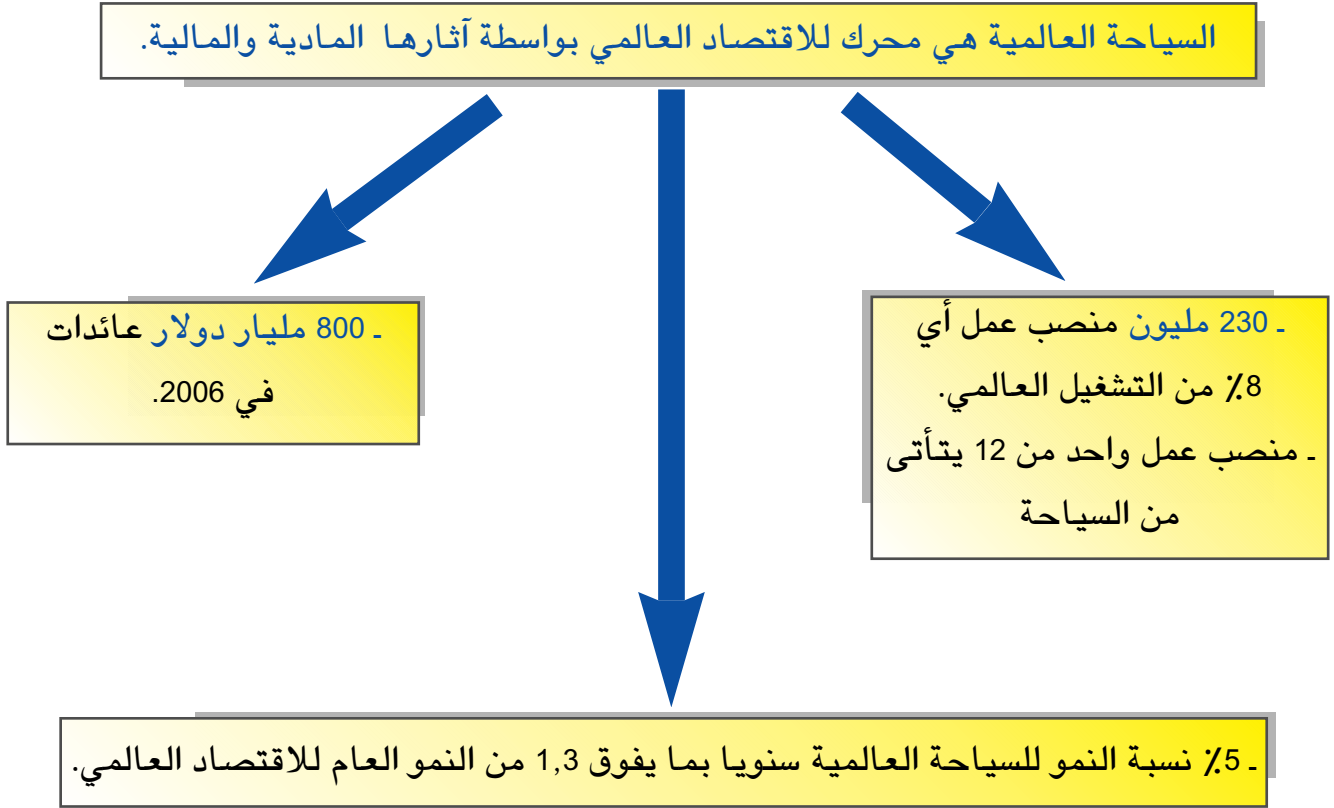 السياحة العالمية هي محرك للاقتصاد العالمي بواسطة آثارها المادية والمالية.
ـ 230 مليون منصب عمل أي
8٪ من التشغيل العالمي.
ـ منصب عمل واحد من 12 يتأتى
من السياحة
ـ 800 مليار دولار عائدات
في 2006.
ـ 5٪ نسبة النمو للسياحة العالمية سنويا بما يفوق 1,3 من النمو العام للاقتصاد العالمي.